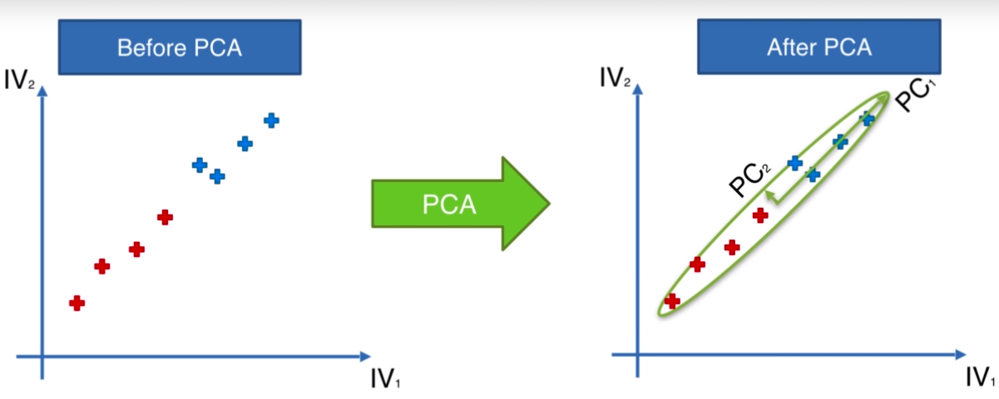 Before PCA
IV₂
IV₁
PCA
After PCA
IV₂
PC₁
PC₂
IV₁